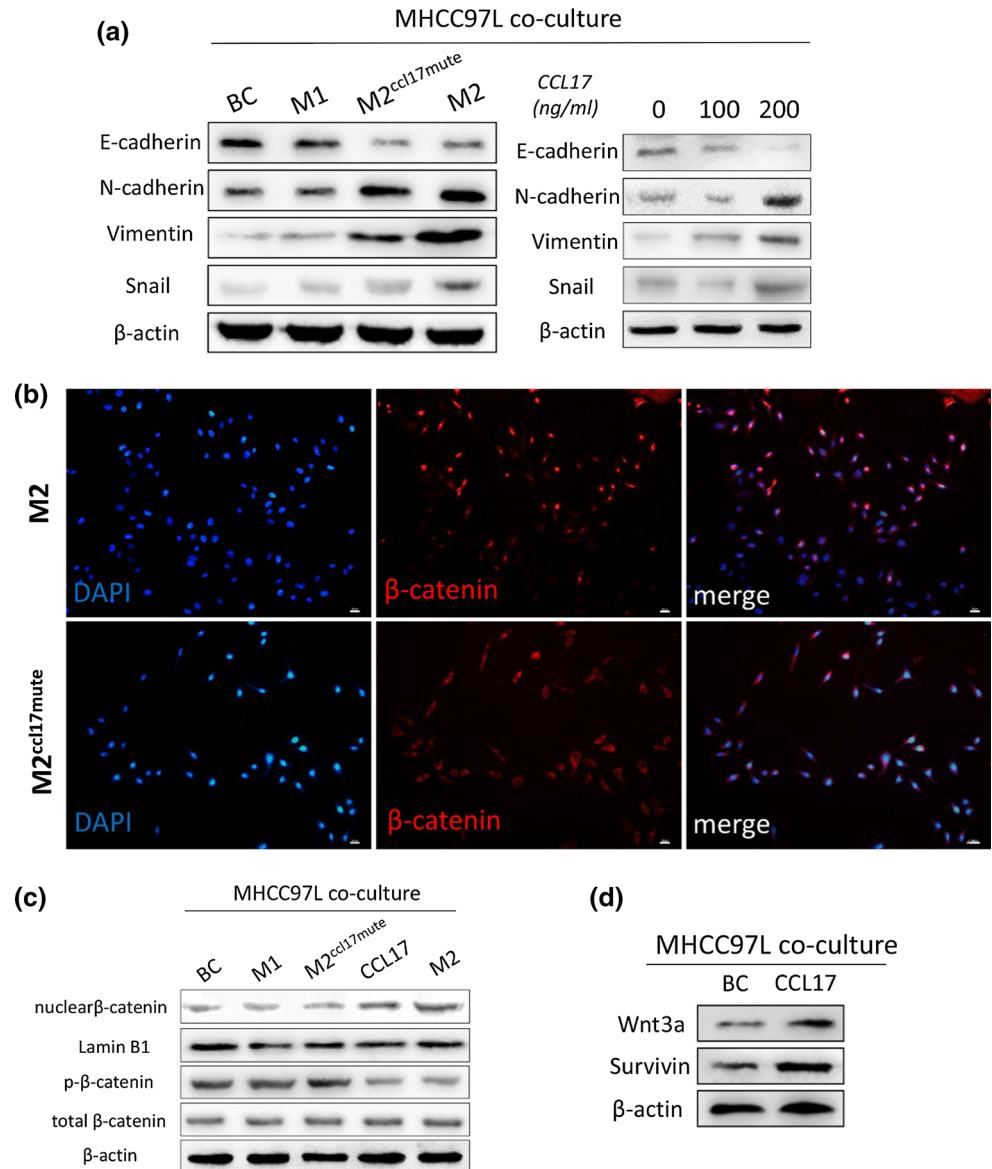 (a)
MHCC97L co-culture
BC M1 M2ccl17mute M2
E-cadherin
N-cadherin
Vimentin
Snail
β-actin
CCL17
(ng/ml) 0 100 200
E-cadherin
N-cadherin
Vimentin
Snail
β-actin
(b)
M2
DAPI
β-catenin
merge
M2ccl17mute
DAPI
β-catenin
merge
(c)
MHCC97L co-culture
BC M1 M2ccl17mute CCL17 M2
nuclearβ-catenin
Lamin B1
p-β-catenin
total β-catenin
β-actin
(d)
MHCC97L co-culture
BC CCL17
Wnt3a
Survivin
β-actin